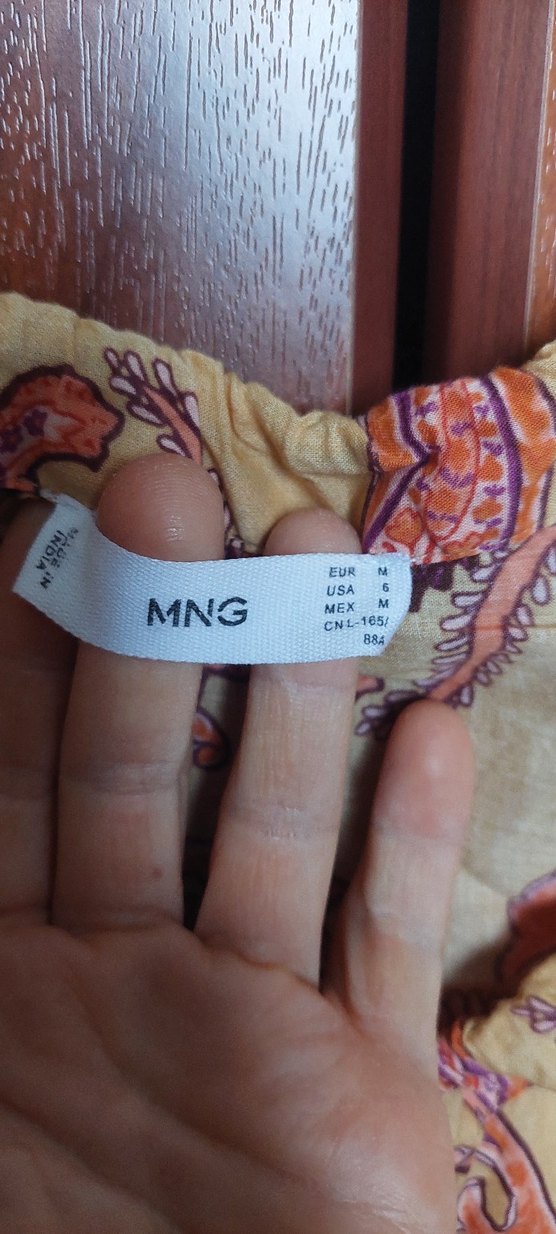 MADE IN
INDIA
MNG
EUR M
USA 6
MEX M
CN L-165/
88A